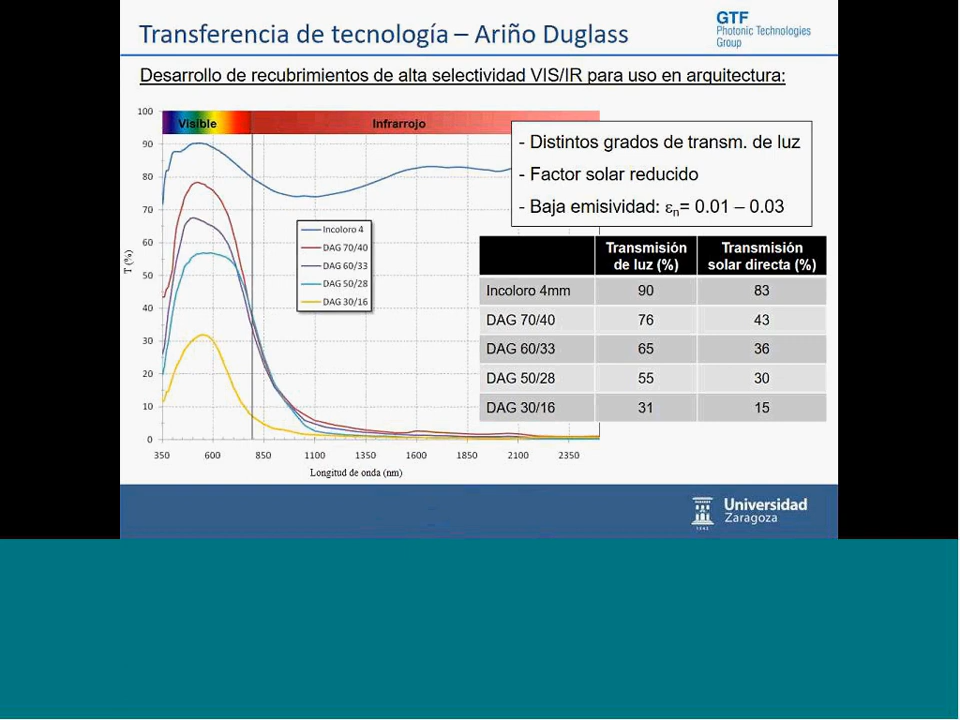 Transferencia de tecnología – Ariño Duglass
GTF
Photonic Technologies
Group
Desarrollo de recubrimientos de alta selectividad VIS/IR para uso en arquitectura:
Visible
Infrarrojo
- Distintos grados de transm. de luz
- Factor solar reducido
- Baja emisividad: εn= 0.01 – 0.03
100
90
80
70
60
50
40
30
20
10
0
T (%)
Incoloro 4
DAG 70/40
DAG 60/33
DAG 50/28
DAG 30/16
350 600 850 1100 1350 1600 1850 2100 2350
Longitud de onda (nm)
Transmisión de luz (%) Transmisión solar directa (%)
Incoloro 4mm 90 83
DAG 70/40 76 43
DAG 60/33 65 36
DAG 50/28 55 30
DAG 30/16 31 15
Universidad
Zaragoza
1542